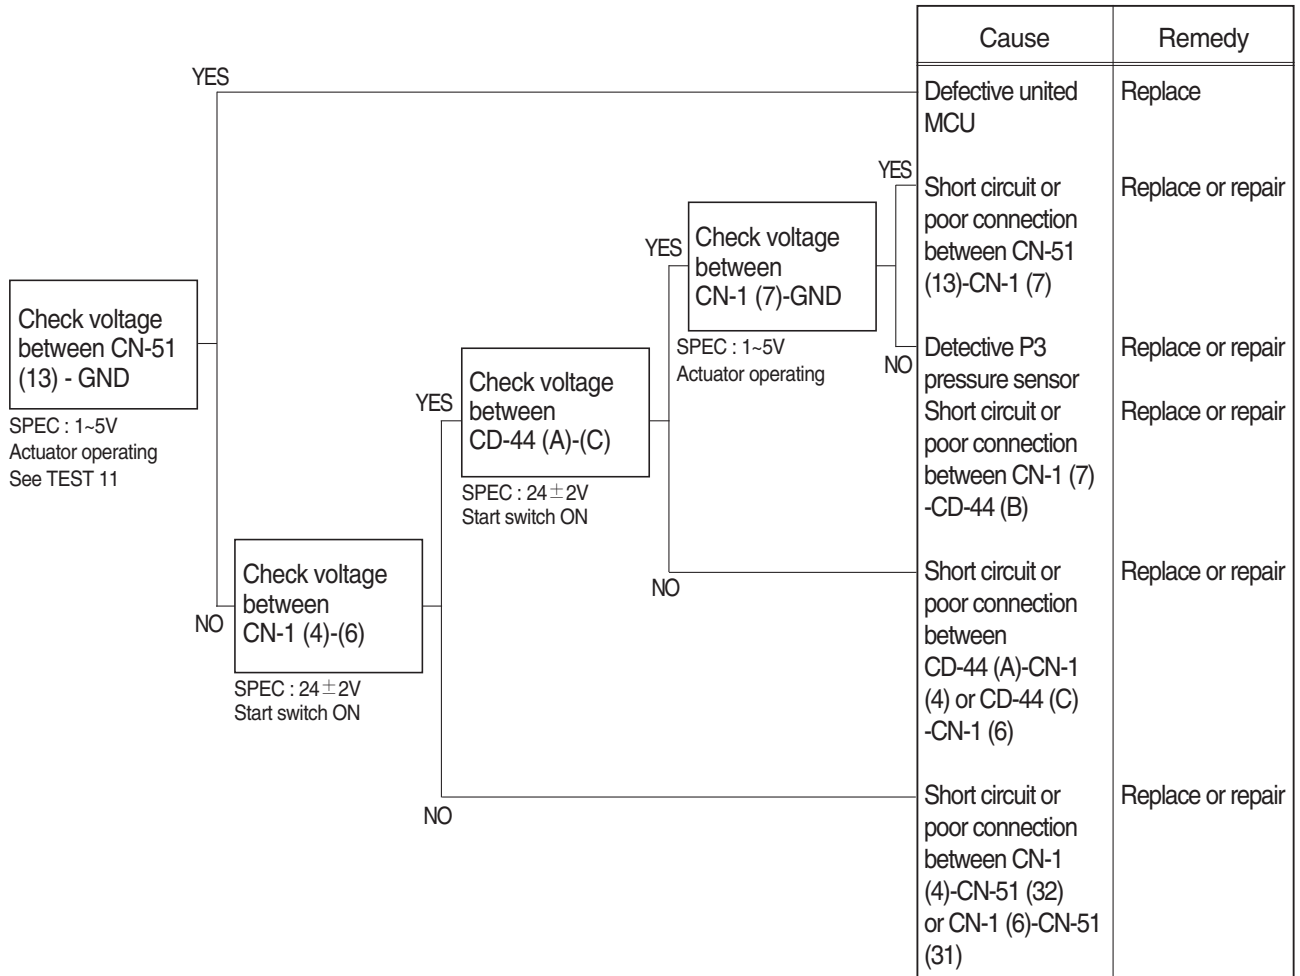 Cause
Remedy
YES
Defective united
MCU
Replace
YES
Short circuit or
poor connection
between CN-51
(13)-CN-1 (7)
Replace or repair
YES
Check voltage
between
CN-1 (7)-GND
SPEC : 1~5V
Actuator operating
NO
Detective P3
pressure sensor
Replace or repair
Short circuit or
poor connection
between CN-1 (7)
-CD-44 (B)
Replace or repair
Check voltage
between CN-51
(13) - GND
SPEC : 1~5V
Actuator operating
See TEST 11
YES
Check voltage
between
CD-44 (A)-(C)
SPEC : 24±2V
Start switch ON
NO
Short circuit or
poor connection
between
CD-44 (A)-CN-1
(4) or CD-44 (C)
-CN-1 (6)
Replace or repair
NO
Check voltage
between
CN-1 (4)-(6)
SPEC : 24±2V
Start switch ON
NO
Short circuit or
poor connection
between CN-1
(4)-CN-51 (32)
or CN-1 (6)-CN-51
(31)
Replace or repair